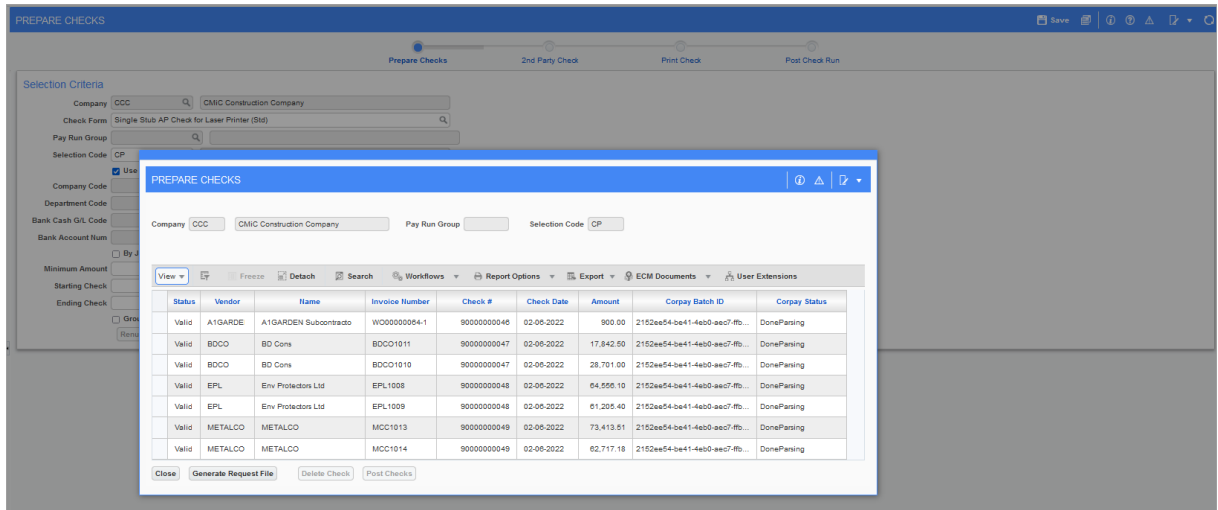 PREPARE CHECKS
Save
Prepare Checks 2nd Party Check Print Check Post Check Run
Selection Criteria
Company CCC CMiC Construction Company
Check Form Single Stub AP Check for Laser Printer (Std)
Pay Run Group
Selection Code CP
Use
Company Code
Department Code
Bank Cash G/L Code
Bank Account Num
By J
Minimum Amount
Starting Check
Ending Check
Grou
Renu
PREPARE CHECKS
Company CCC CMiC Construction Company Pay Run Group Selection Code CP
View Freeze Detach Search Workflows Report Options Export ECM Documents User Extensions
Status Vendor Name Invoice Number Check # Check Date Amount Corpay Batch ID Corpay Status
Valid A1GARDE A1GARDEN Subcontracto WO00000064-1 90000000046 02-06-2022 900.00 2152ee54-be41-4eb0-aec7-ffb... DoneParsing
Valid BDCO BD Cons BDCO1011 90000000047 02-06-2022 17,842.50 2152ee54-be41-4eb0-aec7-ffb... DoneParsing
Valid BDCO BD Cons BDCO1010 90000000047 02-06-2022 28,701.00 2152ee54-be41-4eb0-aec7-ffb... DoneParsing
Valid EPL Env Protectors Ltd EPL1008 90000000048 02-06-2022 64,556.10 2152ee54-be41-4eb0-aec7-ffb... DoneParsing
Valid EPL Env Protectors Ltd EPL1009 90000000048 02-06-2022 61,205.40 2152ee54-be41-4eb0-aec7-ffb... DoneParsing
Valid METALCO METALCO MCC1013 90000000049 02-06-2022 73,413.51 2152ee54-be41-4eb0-aec7-ffb... DoneParsing
Valid METALCO METALCO MCC1014 90000000049 02-06-2022 62,717.18 2152ee54-be41-4eb0-aec7-ffb... DoneParsing
Close Generate Request File Delete Check Post Checks